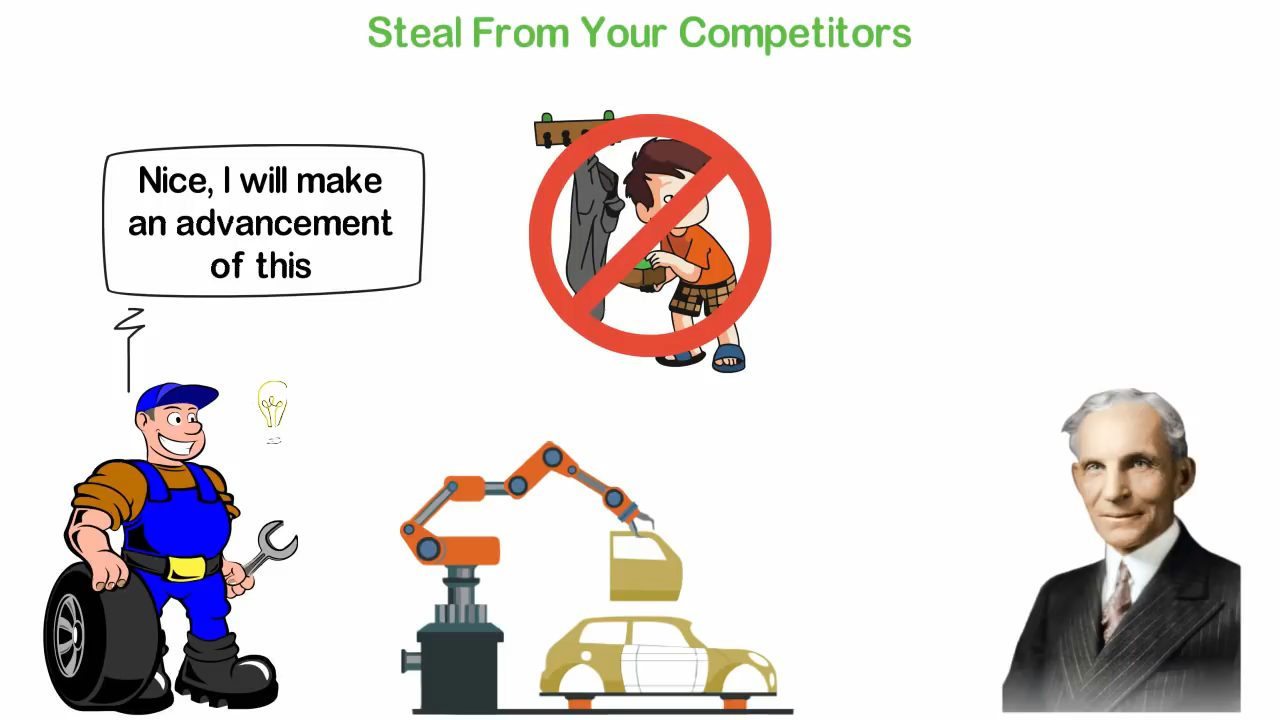 Steal From Your Competitors
Nice, I will make
an advancement
of this